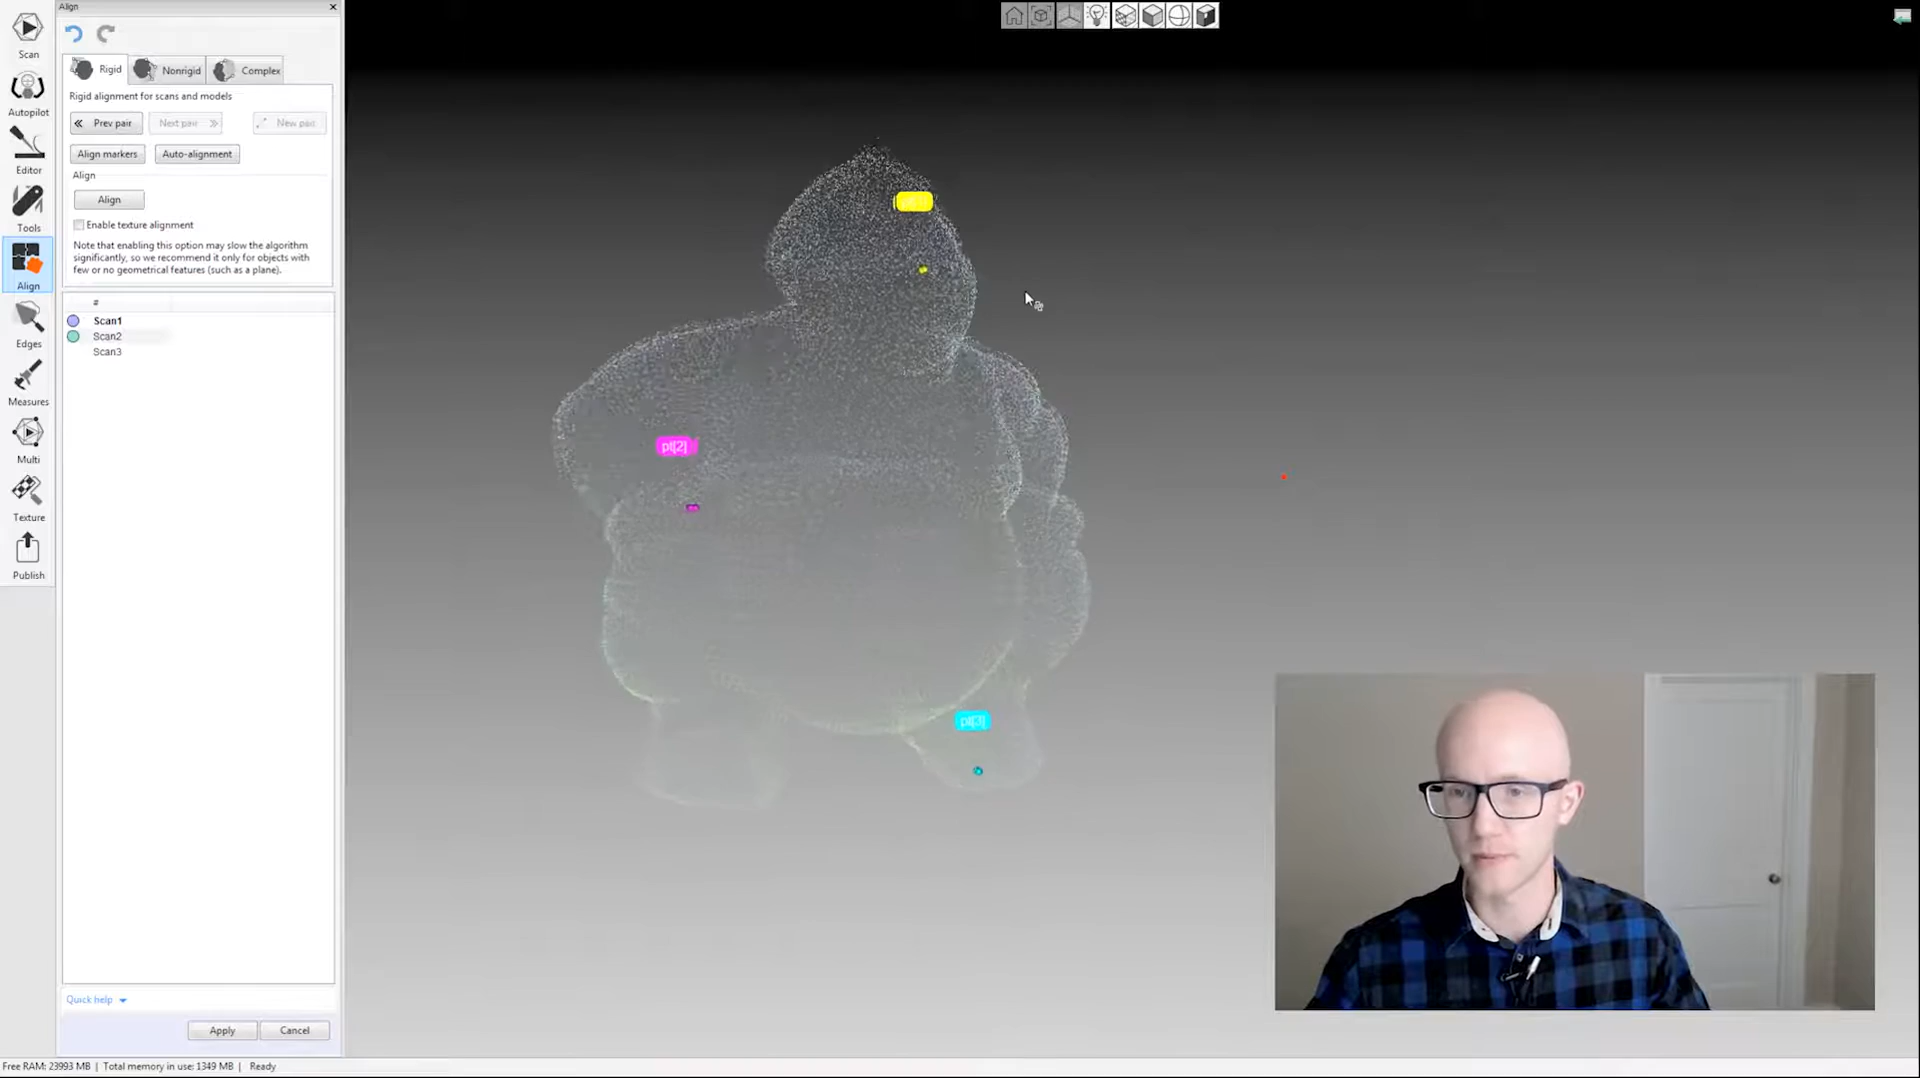 Align
Scan
Autopilot
Editor
Tools
Align
Edges
Measures
Multi
Texture
Publish
Rigid
Nonrigid
Complex
Rigid alignment for scans and models
Prev pair
Next pair
New pair
Align markers
Auto-alignment
Align
Align
Enable texture alignment
Note that enabling this option may slow the algorithm
significantly, so we recommend it only for objects with
few or no geometrical features (such as a plane).
#
Scan1
Scan2
Scan3
pt[2]
pt[3]
Quick help
Apply
Cancel
Free RAM: 23993 MB | Total memory in use: 1349 MB | Ready